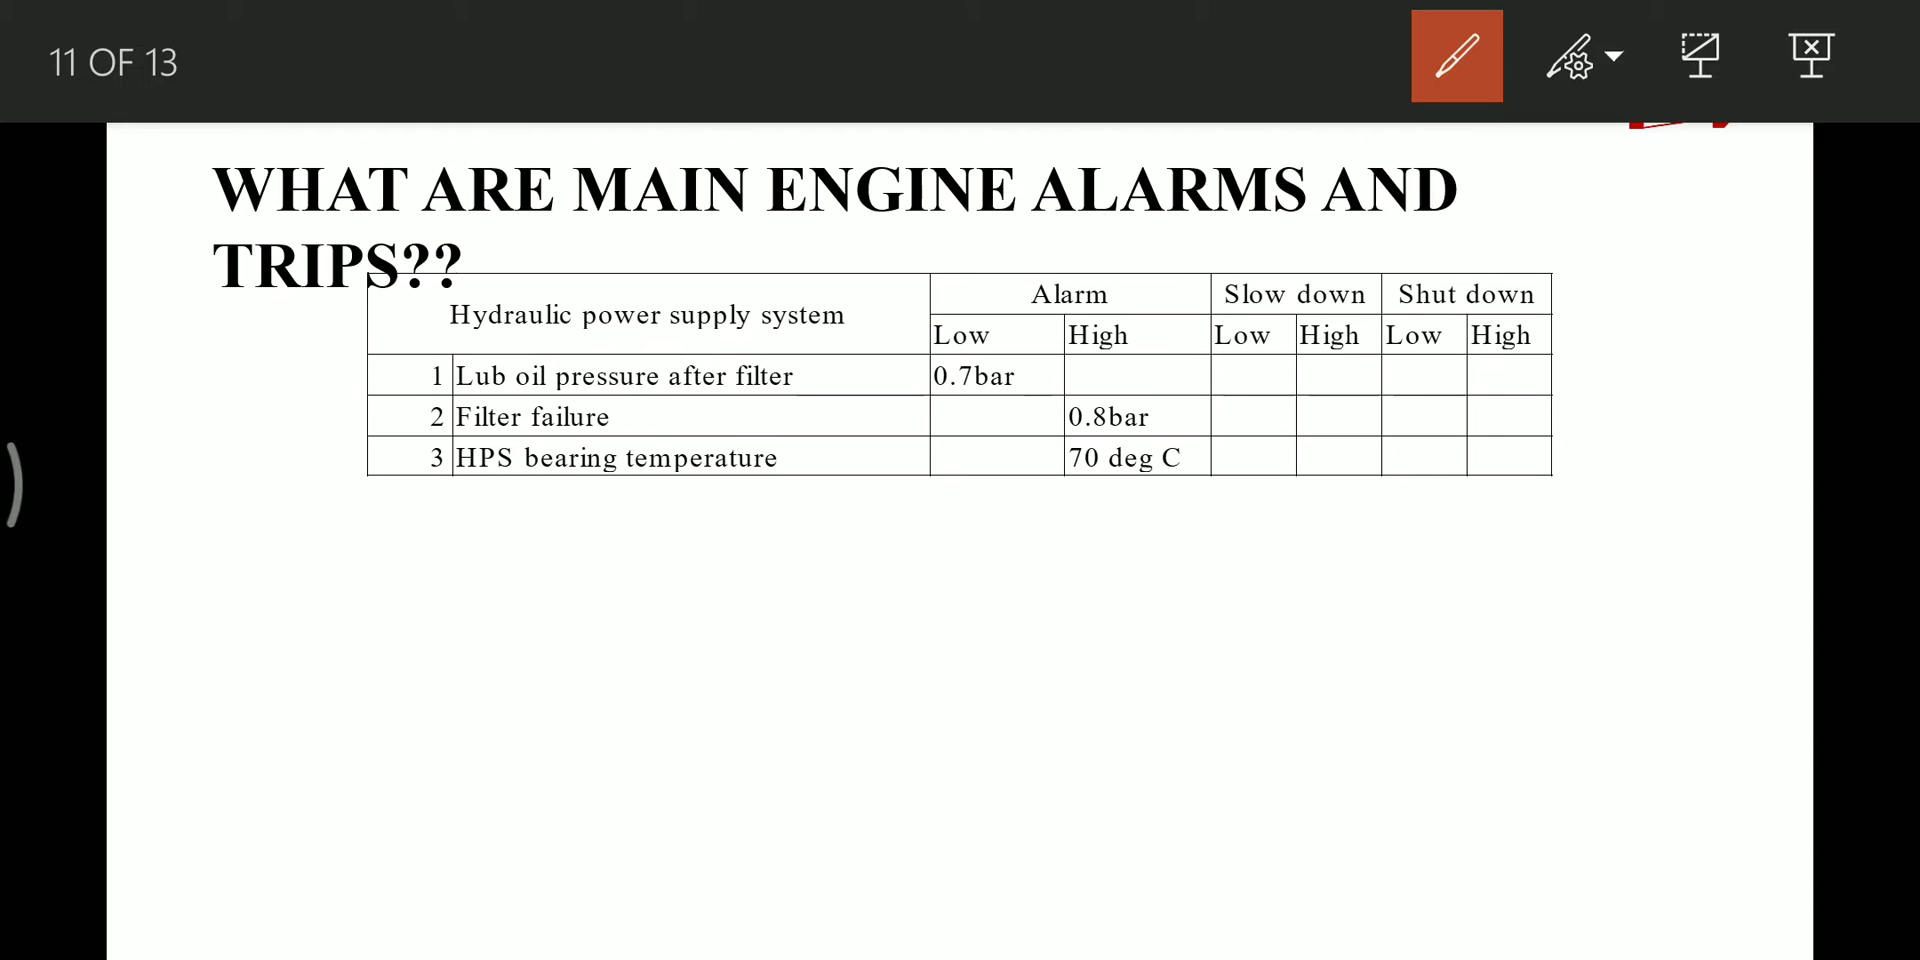 11 OF 13
WHAT ARE MAIN ENGINE ALARMS AND
TRIPS??
Hydraulic power supply system Alarm Slow down Shut down
Low High Low High Low High
1 Lub oil pressure after filter 0.7bar
2 Filter failure 0.8bar
3 HPS bearing temperature 70 deg C